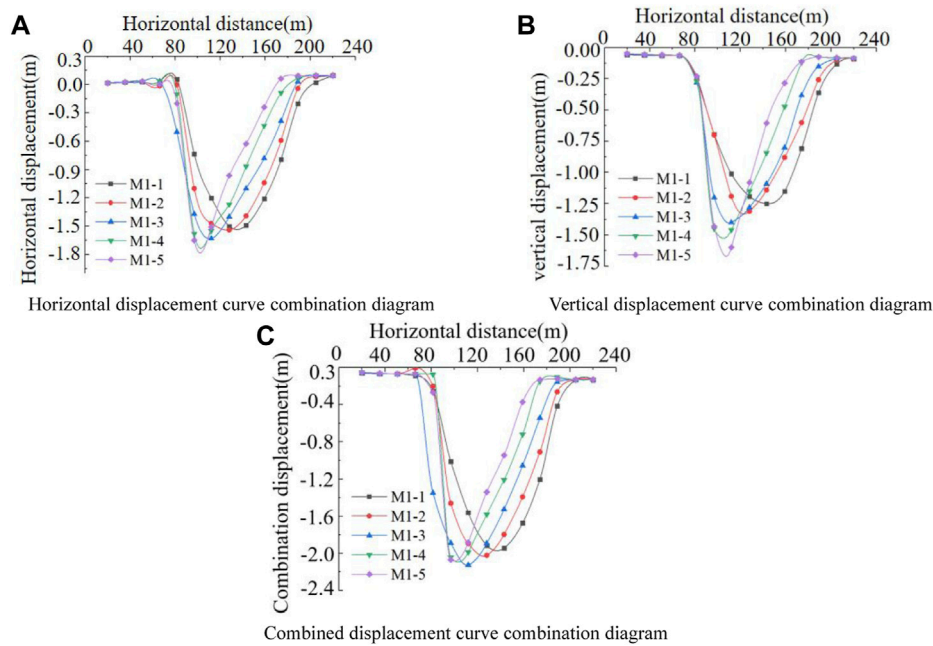 A
Horizontal distance(m)
0 40 80 120 160 200 240
0.3
0.0
-0.3
-0.6
-0.9
-1.2
-1.5
-1.8
Horizontal displacement(m)
M1-1
M1-2
M1-3
M1-4
M1-5
Horizontal displacement curve combination diagram
B
Horizontal distance(m)
0 40 80 120 160 200 240
0.00
-0.25
-0.50
-0.75
-1.00
-1.25
-1.50
-1.75
vertical displacement(m)
M1-1
M1-2
M1-3
M1-4
M1-5
Vertical displacement curve combination diagram
C
Horizontal distance(m)
0 40 80 120 160 200 240
0.3
-0.4
-0.8
-1.2
-1.6
-2.0
-2.4
Combination displacement(m)
M1-1
M1-2
M1-3
M1-4
M1-5
Combined displacement curve combination diagram